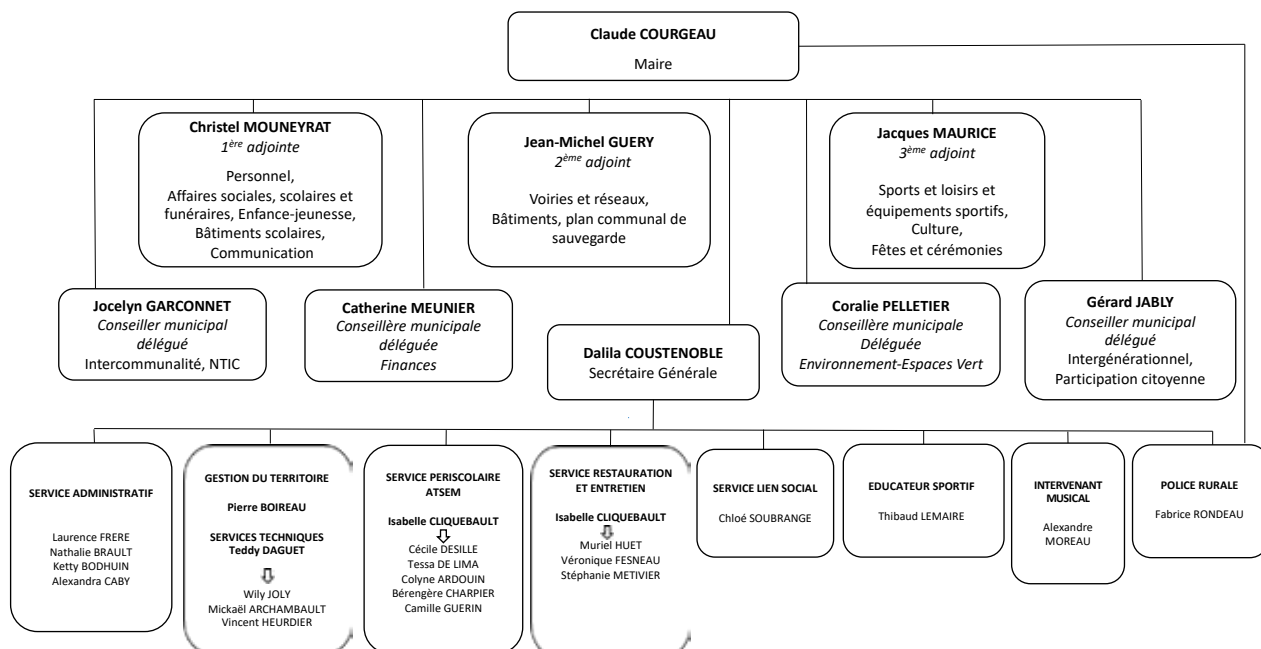 Claude COURGEAU
Maire
Christel MOUNEYRAT
1ère adjointe
Personnel,
Affaires sociales, scolaires et
funéraires, Enfance-jeunesse,
Bâtiments scolaires,
Communication
Jean-Michel GUERY
2ème adjoint
Voiries et réseaux,
Bâtiments, plan communal de
sauvegarde
Jacques MAURICE
3ème adjoint
Sports et loisirs et
équipements sportifs,
Culture,
Fêtes et cérémonies
Jocelyn GARCONNET
Conseiller municipal
délégué
Intercommunalité, NTIC
Catherine MEUNIER
Conseillère municipale
déléguée
Finances
Dalila COUSTENOBLE
Secrétaire Générale
Coralie PELLETIER
Conseillère municipale
Déléguée
Environnement-Espaces Vert
Gérard JABLY
Conseiller municipal
délégué
Intergénérationnel,
Participation citoyenne
SERVICE ADMINISTRATIF
Laurence FRERE
Nathalie BRAULT
Ketty BODHUIN
Alexandra CABY
GESTION DU TERRITOIRE
Pierre BOIREAU
SERVICES TECHNIQUES
Teddy DAGUET
Wily JOLY
Mickaël ARCHAMBAULT
Vincent HEURDIER
SERVICE PERISCOLAIRE
ATSEM
Isabelle CLIQUEBAULT
Cécile DESILLE
Tessa DE LIMA
Colyne ARDOUIN
Bérengère CHARPIER
Camille GUERIN
SERVICE RESTAURATION
ET ENTRETIEN
Isabelle CLIQUEBAULT
Muriel HUET
Véronique FESNEAU
Stéphanie METIVIER
SERVICE LIEN SOCIAL
Chloé SOUBRANGE
EDUCATEUR SPORTIF
Thibaud LEMAIRE
INTERVENANT
MUSICAL
Alexandre
MOREAU
POLICE RURALE
Fabrice RONDEAU